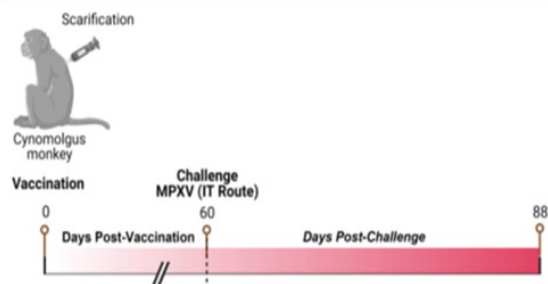 Scarification
Cynomolgus
monkey
Vaccination
Challenge
MPXV (IT Route)
0
60
88
Days Post-Vaccination
Days Post-Challenge